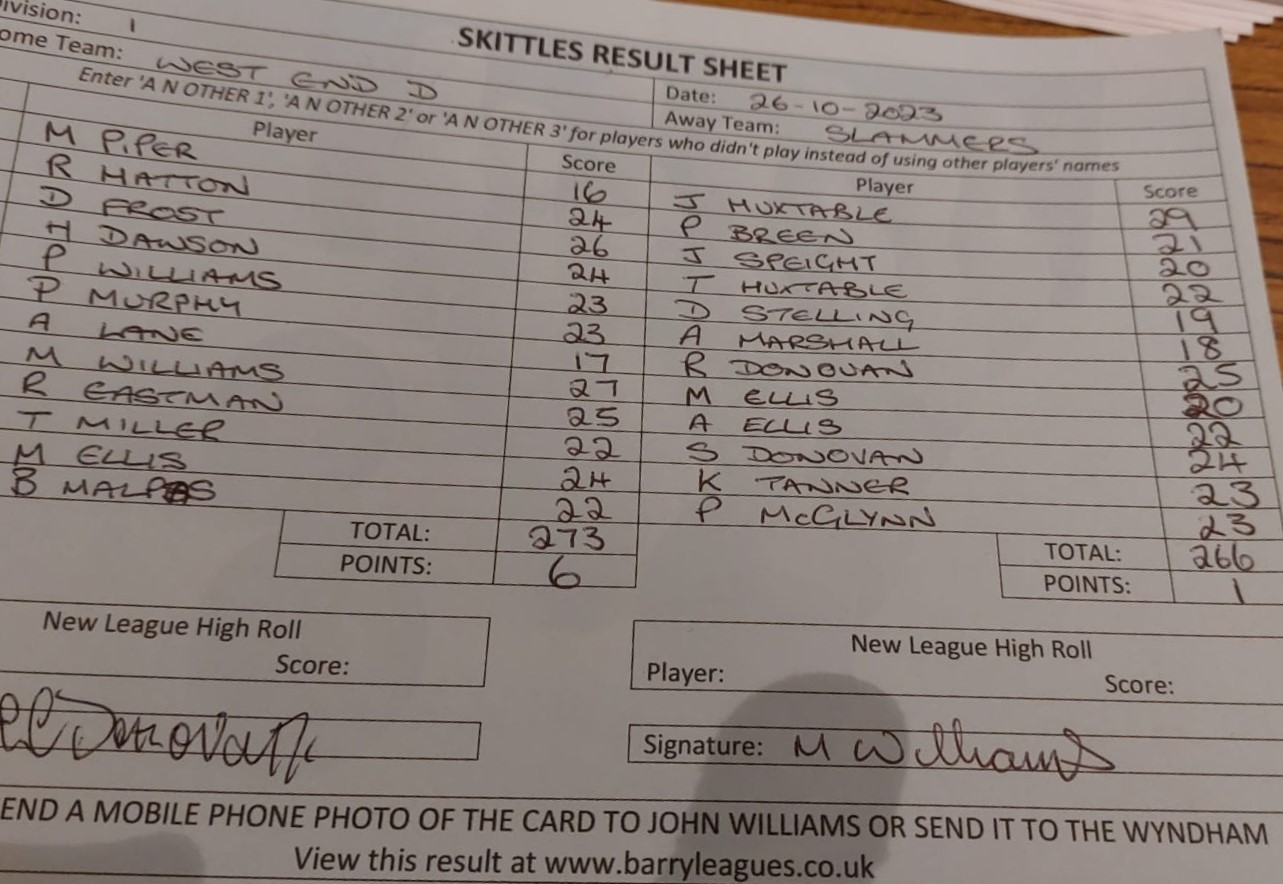 ivision: 1
SKITTLES RESULT SHEET
ome Team: WEST END D
Date: 26-10-2023
Away Team: SLAMMERS
Enter 'A N OTHER 1', 'A N OTHER 2' or 'A N OTHER 3' for players who didn't play instead of using other players' names
Player Score Player Score
M PIPER 16 J HUXTABLE 29
R HATTON 24 P BREEN 21
D FROST 26 J SPEIGHT 20
H DAWSON 24 T HUXTABLE 22
P WILLIAMS 23 D STELLING 19
P MURPHY 23 A MARSHALL 18
A LANE 17 R DONOVAN 25
M WILLIAMS 27 M ELLIS 20
R EASTMAN 25 A ELLIS 22
T MILLER 22 S DONOVAN 24
M ELLIS 24 K TANNER 23
B MALPAS 22 P McGLYNN 23
TOTAL: 273 TOTAL: 266
POINTS: 6 POINTS: 1
New League High Roll
Score:
New League High Roll
Player: Score:
Donovan
Signature: M Williams
END A MOBILE PHONE PHOTO OF THE CARD TO JOHN WILLIAMS OR SEND IT TO THE WYNDHAM
View this result at www.barryleagues.co.uk